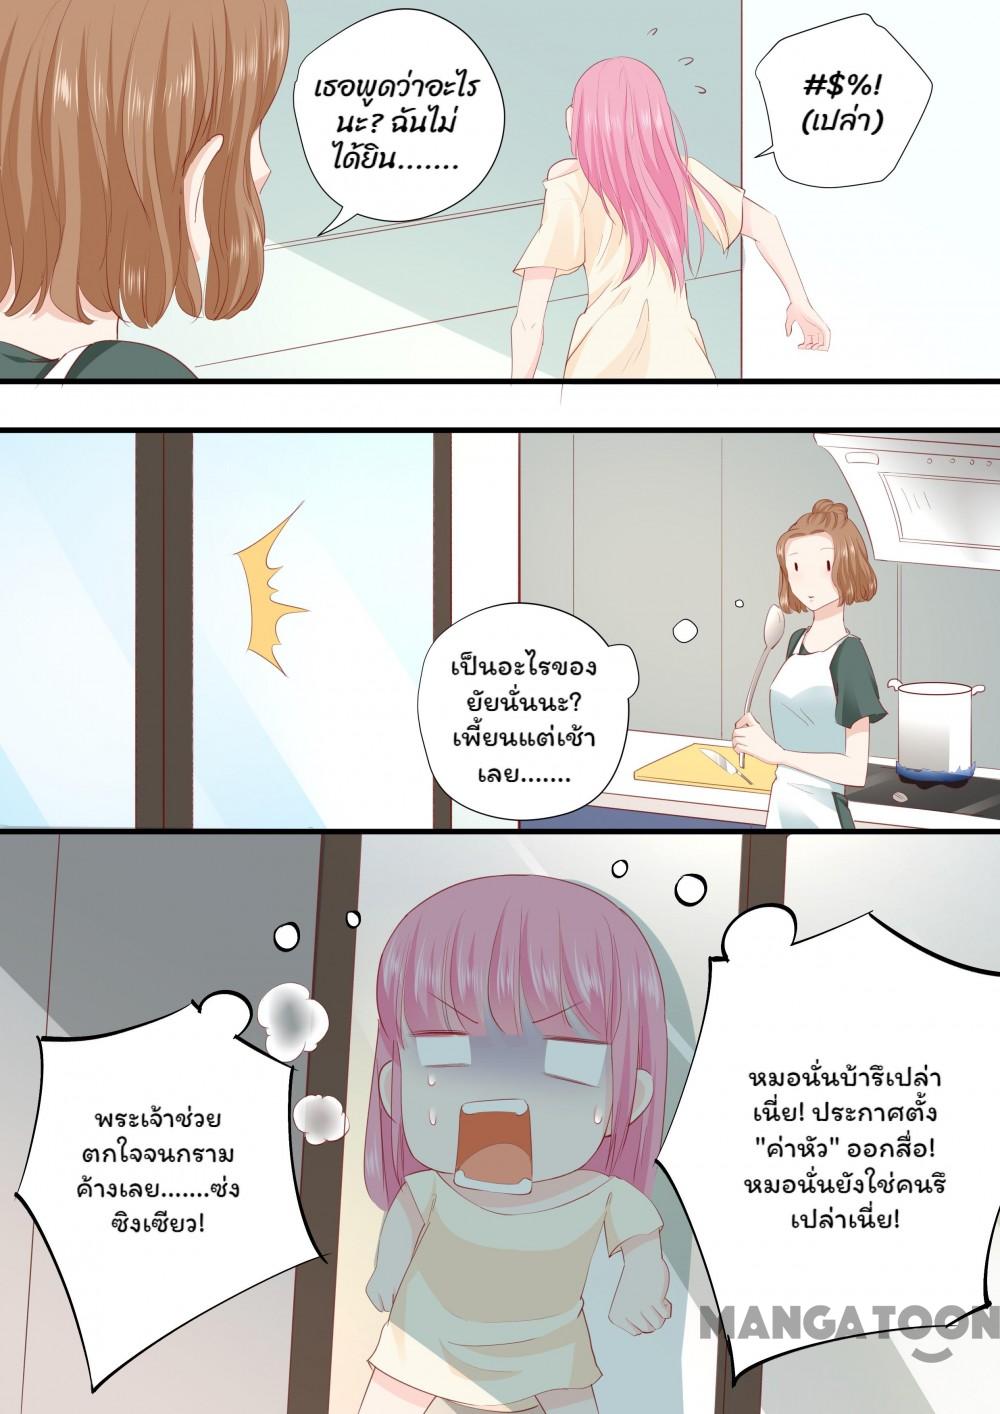 เธอพูดว่าอะไร
นะ? ฉันไม่
ได้ยิน.......
#$%!
(เปล่า)
เป็นอะไรของ
ยัยนั่นนะ?
เพี้ยนแต่เช้า
เลย.......
พระเจ้าช่วย
ตกใจจนกราม
ค้างเลย.......ซ่ง
ซิงเซียว!
หมอนั่นบ้ารึเปล่า
เนี่ย! ประกาศตั้ง
"ค่าหัว" ออกสื่อ!
หมอนั่นยังใช่คนรึ
เปล่าเนี่ย!
MANGATOON